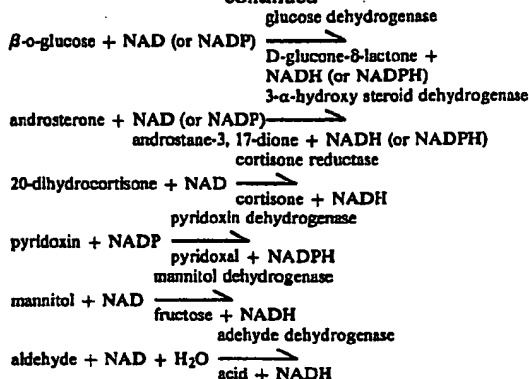 continued
glucose dehydrogenase
β-o-glucose + NAD (or NADP)
D-glucone-δ-lactone +
NADH (or NADPH)
3-α-hydroxy steroid dehydrogenase
androsterone + NAD (or NADP)
androstane-3, 17-dione + NADH (or NADPH)
cortisone reductase
20-dihydrocortisone + NAD
cortisone + NADH
pyridoxin dehydrogenase
pyridoxin + NADP
pyridoxal + NADPH
mannitol dehydrogenase
mannitol + NAD
fructose + NADH
adehyde dehydrogenase
aldehyde + NAD + H₂O
acid + NADH